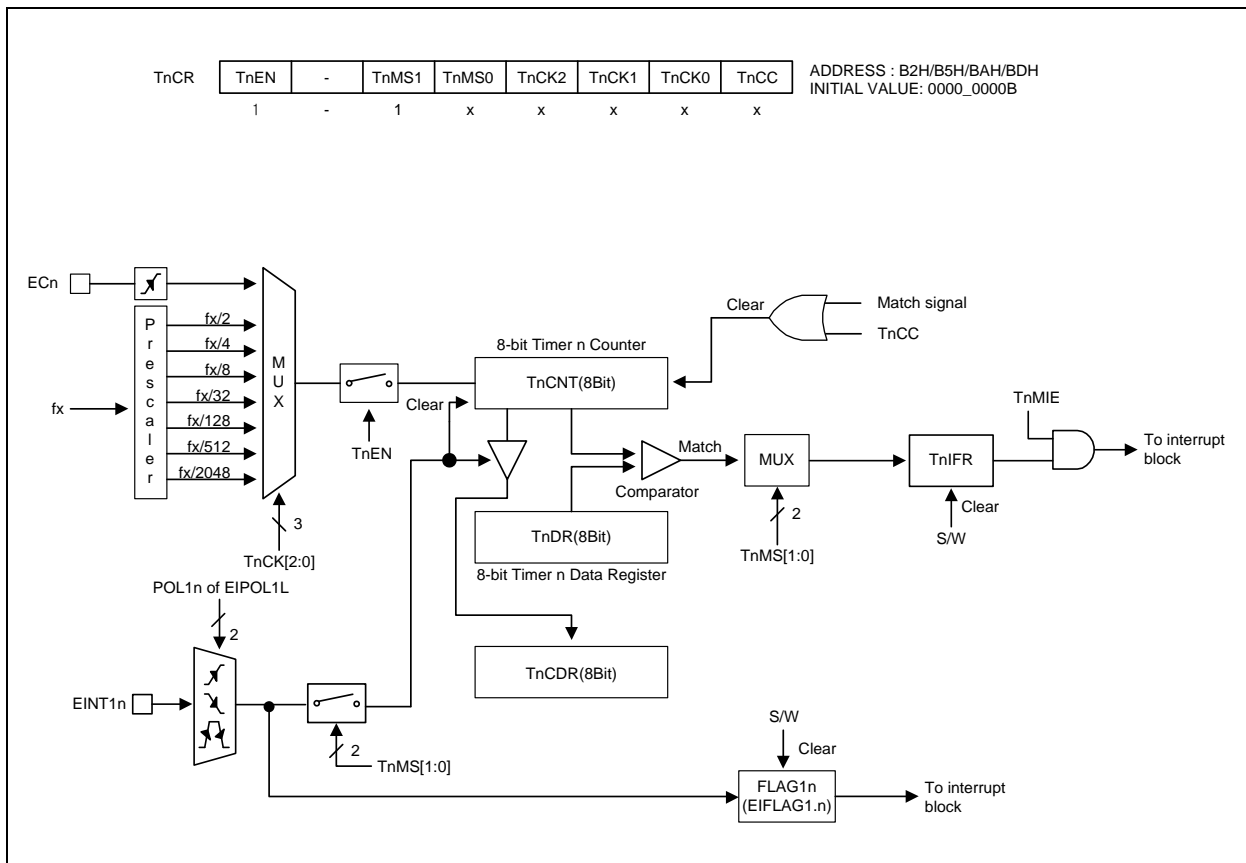 TnCR TnEN - TnMS1 TnMS0 TnCK2 TnCK1 TnCK0 TnCC
ADDRESS : B2H/B5H/BAH/BDH
INITIAL VALUE: 0000_0000B
1 - 1 x x x x x
ECn
fx
Prescaler
fx/2
fx/4
fx/8
fx/32
fx/128
fx/512
fx/2048
MUX
3
TnCK[2:0]
TnEN
Clear
8-bit Timer n Counter
TnCNT(8Bit)
Clear
Match signal
TnCC
Comparator
Match
TnDR(8Bit)
8-bit Timer n Data Register
TnCDR(8Bit)
MUX
2
TnMS[1:0]
TnIFR
Clear
S/W
TnMIE
To interrupt
block
POL1n of EIPOL1L
2
EINT1n
2
TnMS[1:0]
S/W
Clear
FLAG1n
(EIFLAG1.n)
To interrupt
block